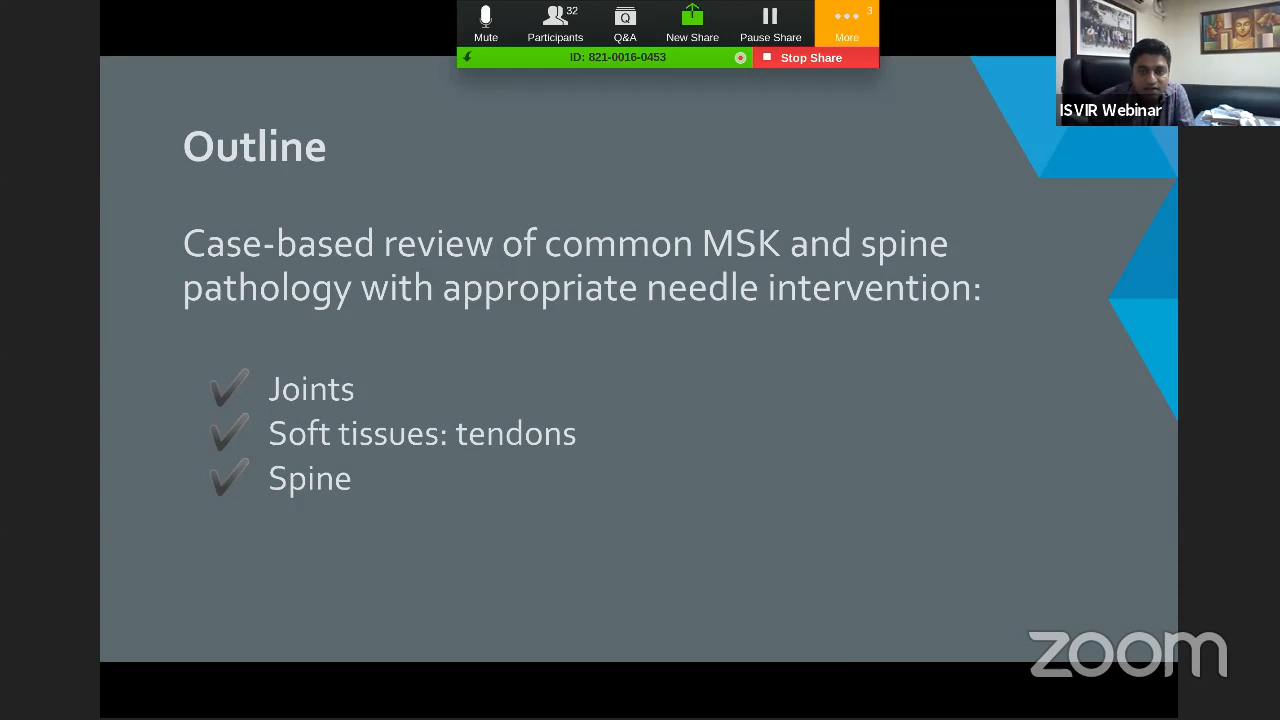 32
3
Mute
Participants
Q&A
New Share
Pause Share
More
ID: 821-0016-0453
Stop Share
ISVIR Webinar
Outline
Case-based review of common MSK and spine
pathology with appropriate needle intervention:
Joints
Soft tissues: tendons
Spine
zoom